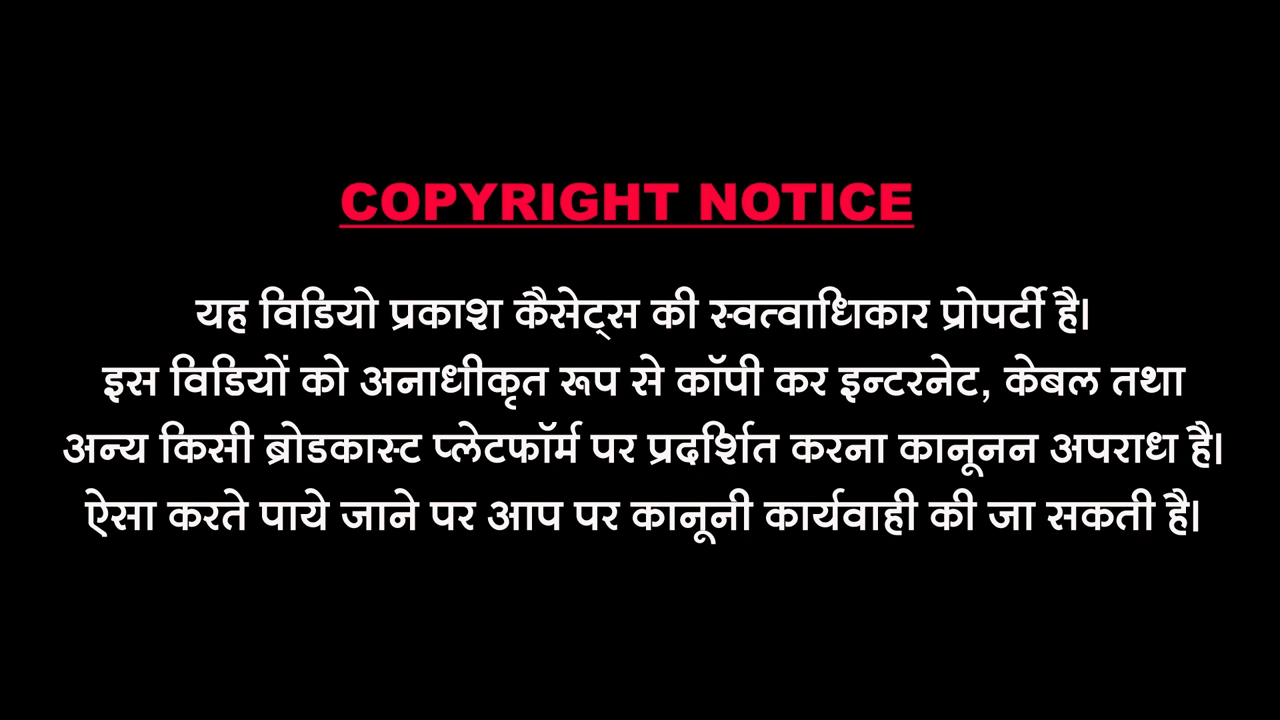 COPYRIGHT NOTICE
यह विडियो प्रकाश कैसेट्स की स्वत्वाधिकार प्रोपर्टी है।
इस विडियों को अनाधीकृत रूप से कॉपी कर इन्टरनेट, केबल तथा
अन्य किसी ब्रोडकास्ट प्लेटफॉर्म पर प्रदर्शित करना कानूनन अपराध है।
ऐसा करते पाये जाने पर आप पर कानूनी कार्यवाही की जा सकती है।